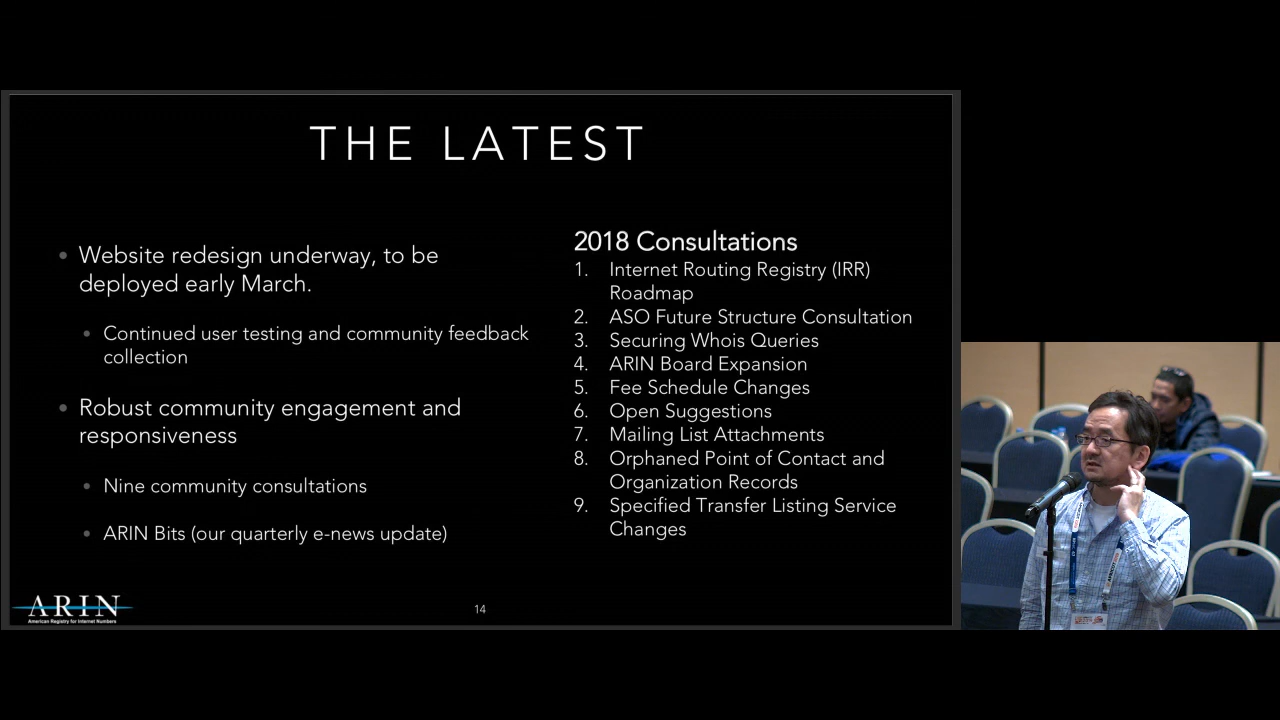 THE LATEST
Website redesign underway, to be
deployed early March.
Continued user testing and community feedback
collection
Robust community engagement and
responsiveness
Nine community consultations
ARIN Bits (our quarterly e-news update)
2018 Consultations
1. Internet Routing Registry (IRR)
Roadmap
2. ASO Future Structure Consultation
3. Securing Whois Queries
4. ARIN Board Expansion
5. Fee Schedule Changes
6. Open Suggestions
7. Mailing List Attachments
8. Orphaned Point of Contact and
Organization Records
9. Specified Transfer Listing Service
Changes
ARIN
American Registry for Internet Numbers
14